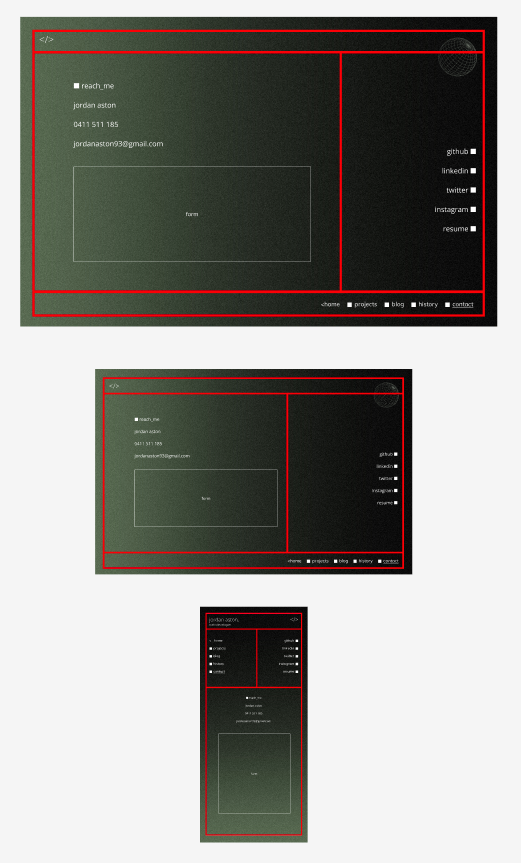 </>
reach_me
jordan aston
0411 511 185
jordanaston93@gmail.com
form
github
linkedin
twitter
instagram
resume
<home projects blog history contact
</>
reach_me
jordan aston
0411 511 185
jordanaston93@gmail.com
form
github
linkedin
twitter
instagram
resume
<home projects blog history contact
jordan aston_ </>
< home github
projects linkedin
blog twitter
history instagram
contact resume
reach_me
jordan aston
0411 511 185
jordanaston93@gmail.com
form